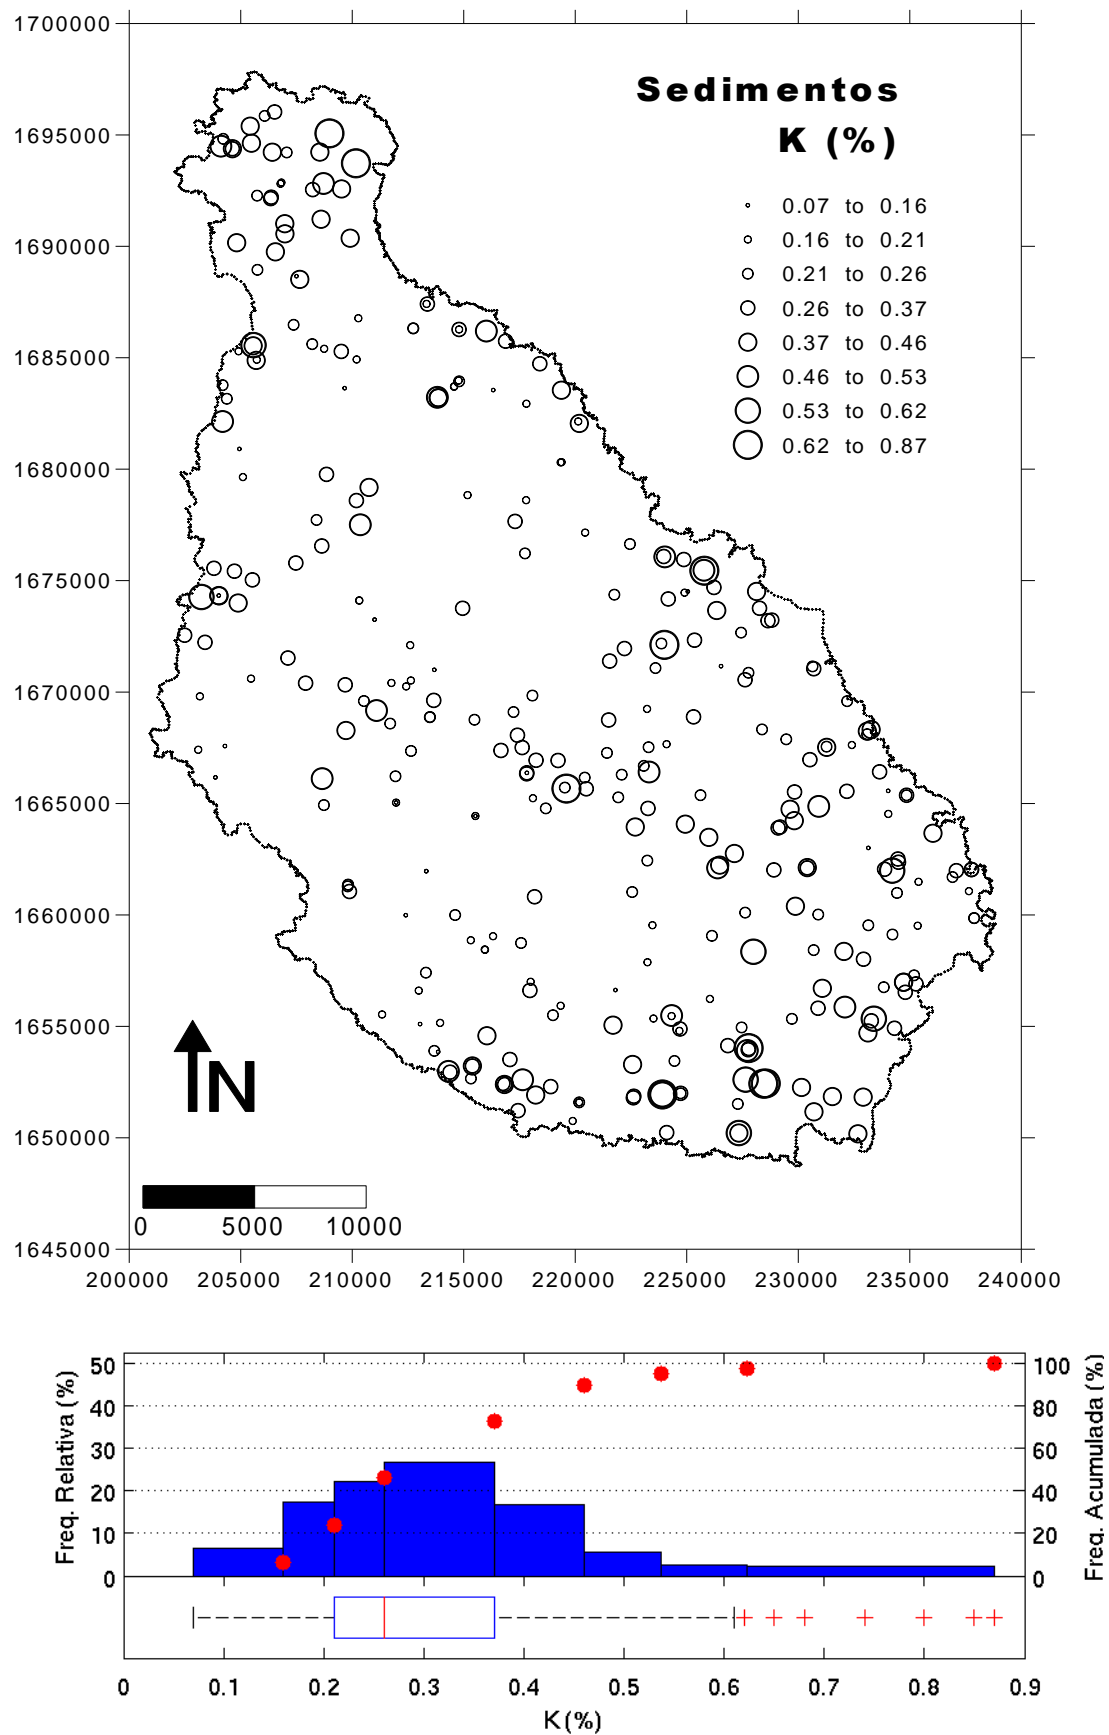 1700000
Sedimentos
K (%)
1695000
0.07 to 0.16
0.16 to 0.21
1690000
0.21 to 0.26
0.26 to 0.37
0.37 to 0.46
1685000
0.46 to 0.53
0.53 to 0.62
0.62 to 0.87
1680000
1675000
1670000
1665000
1660000
1655000
N
1650000
0 5000 10000
1645000
200000 205000 210000 215000 220000 225000 230000 235000 240000
50 100
40 80
30 60
20 40
10 20
0 0
Freq. Relativa (%)
Freq. Acumulada (%)
0 0.1 0.2 0.3 0.4 0.5 0.6 0.7 0.8 0.9
K (%)